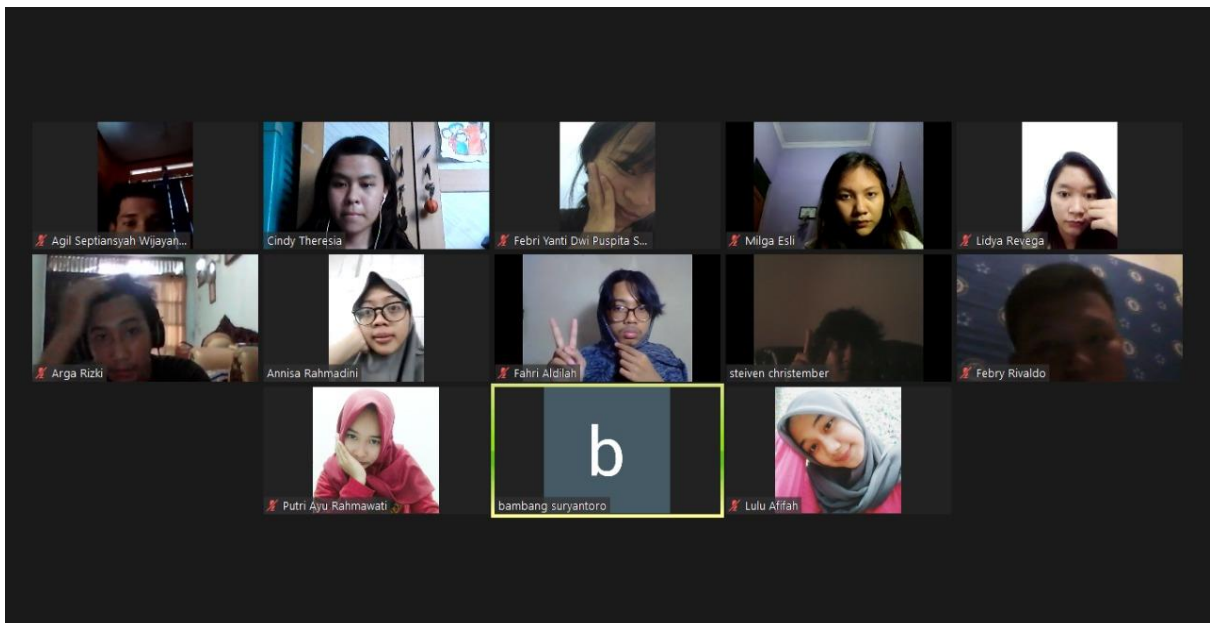 Agil Septiansyah Wijayan...
Cindy Theresia
Febri Yanti Dwi Puspita S...
Milga Esli
Lidya Revega
Arga Rizki
Annisa Rahmadini
Fahri Aldilah
steiven christember
Febry Rivaldo
Putri Ayu Rahmawati
b
bambang suryantoro
Lulu Afifah